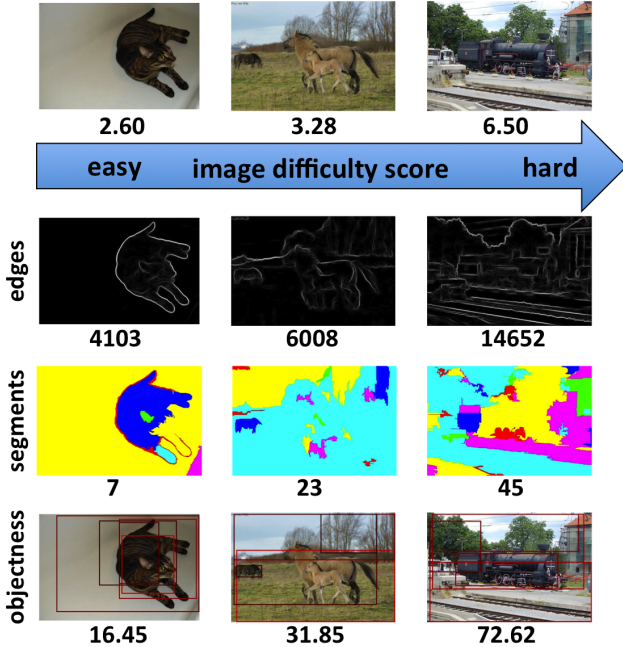 2.60 3.28 6.50
easy image difficulty score hard
edges
4103 6008 14652
segments
7 23 45
objectness
16.45 31.85 72.62